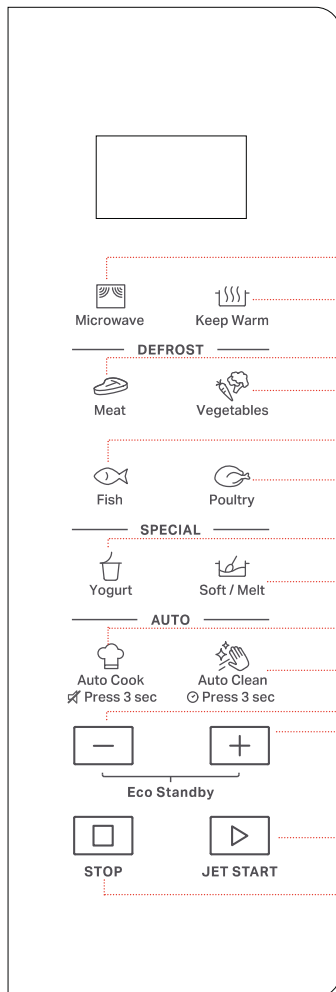 Microwave Keep Warm
DEFROST
Meat Vegetables
Fish Poultry
SPECIAL
Yogurt Soft / Melt
AUTO
Auto Cook Auto Clean
Press 3 sec Press 3 sec
Eco Standby
STOP JET START